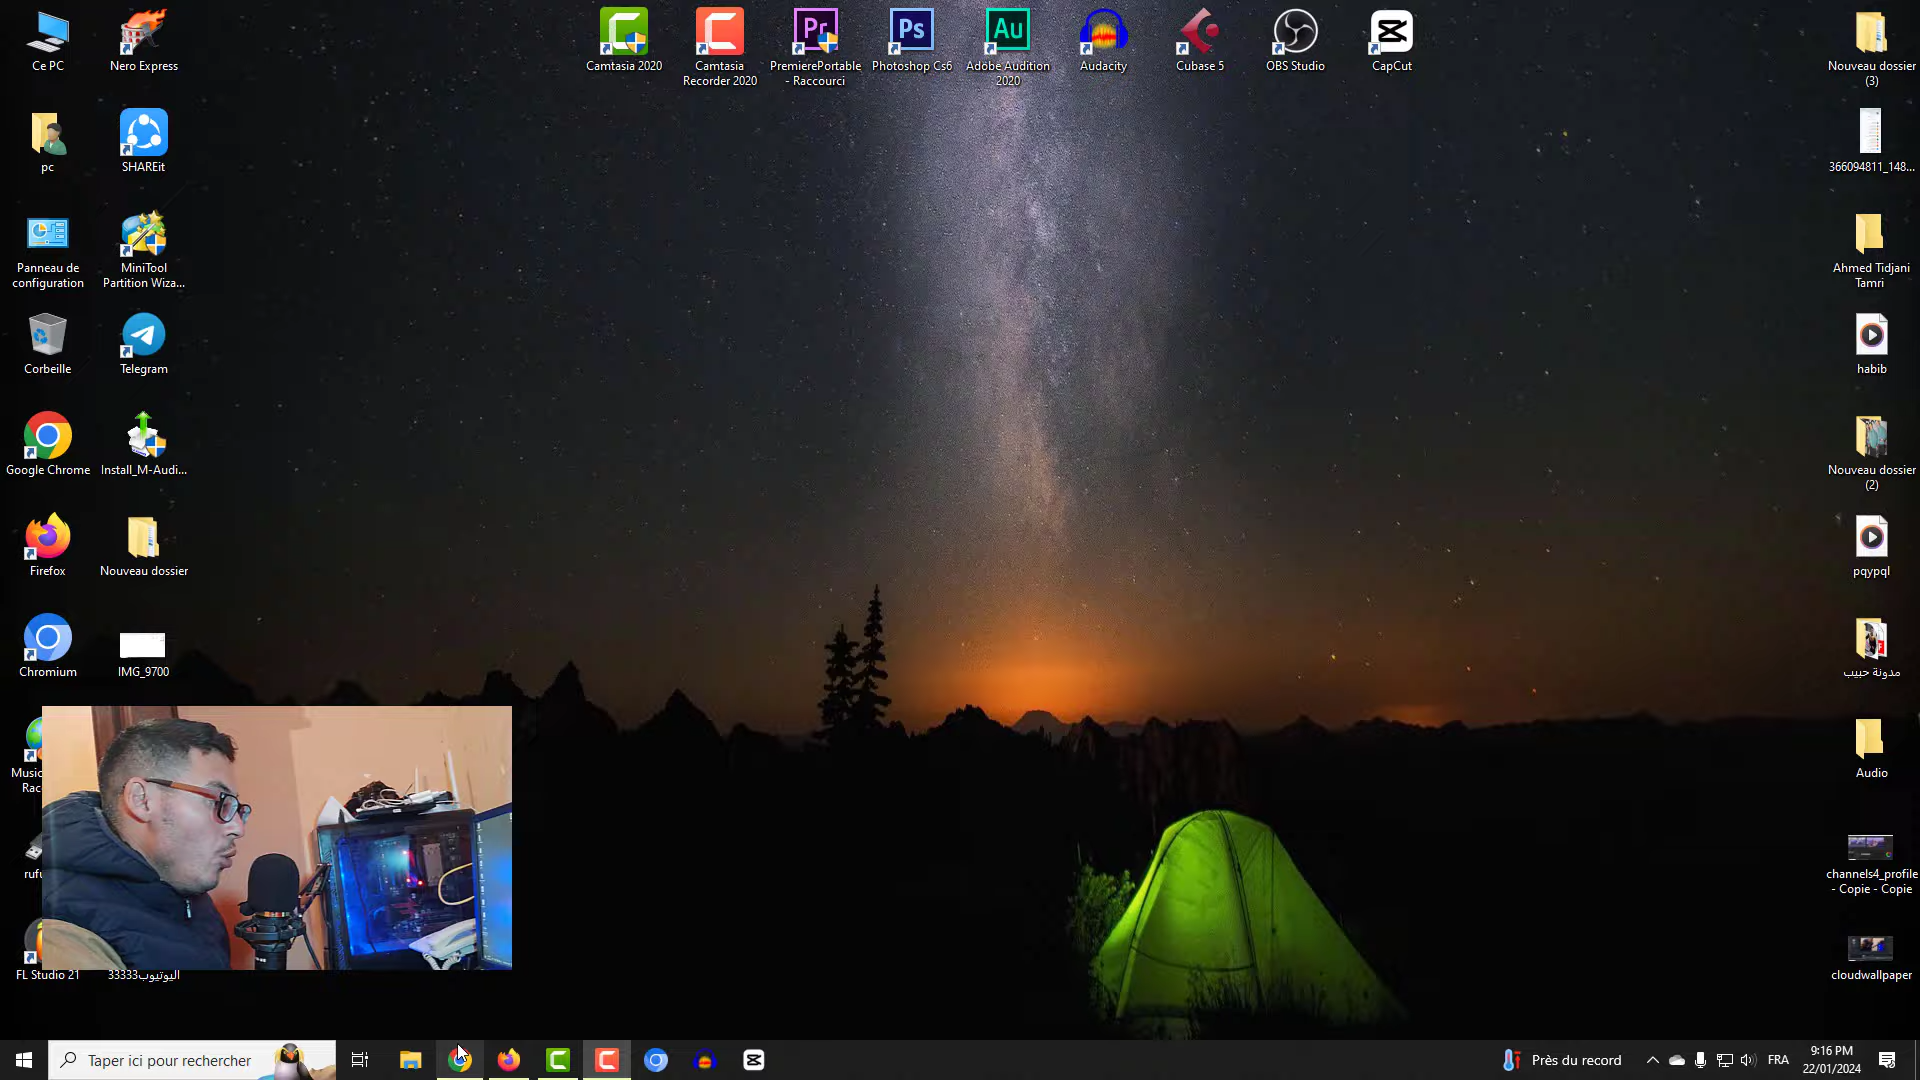 Ce PC
Nero Express
Camtasia 2020
Camtasia
Recorder 2020
PremierePortable
- Raccourci
Photoshop Cs6
Adobe Audition
2020
Audacity
Cubase 5
OBS Studio
CapCut
Nouveau dossier
(3)
pc
SHAREit
366094811_148...
Panneau de
configuration
MiniTool
Partition Wiza...
Ahmed Tidjani
Tamri
Corbeille
Telegram
habib
Google Chrome
Install_M-Audi...
Nouveau dossier
(2)
Firefox
Nouveau dossier
pqypql
Chromium
IMG_9700
مدونة حبيب
Music
Rac
Audio
rufu
channels4_profile
- Copie - Copie
FL Studio 21
اليوتيوب33333
cloudwallpaper
Taper ici pour rechercher
Près du record
FRA
9:16 PM
22/01/2024